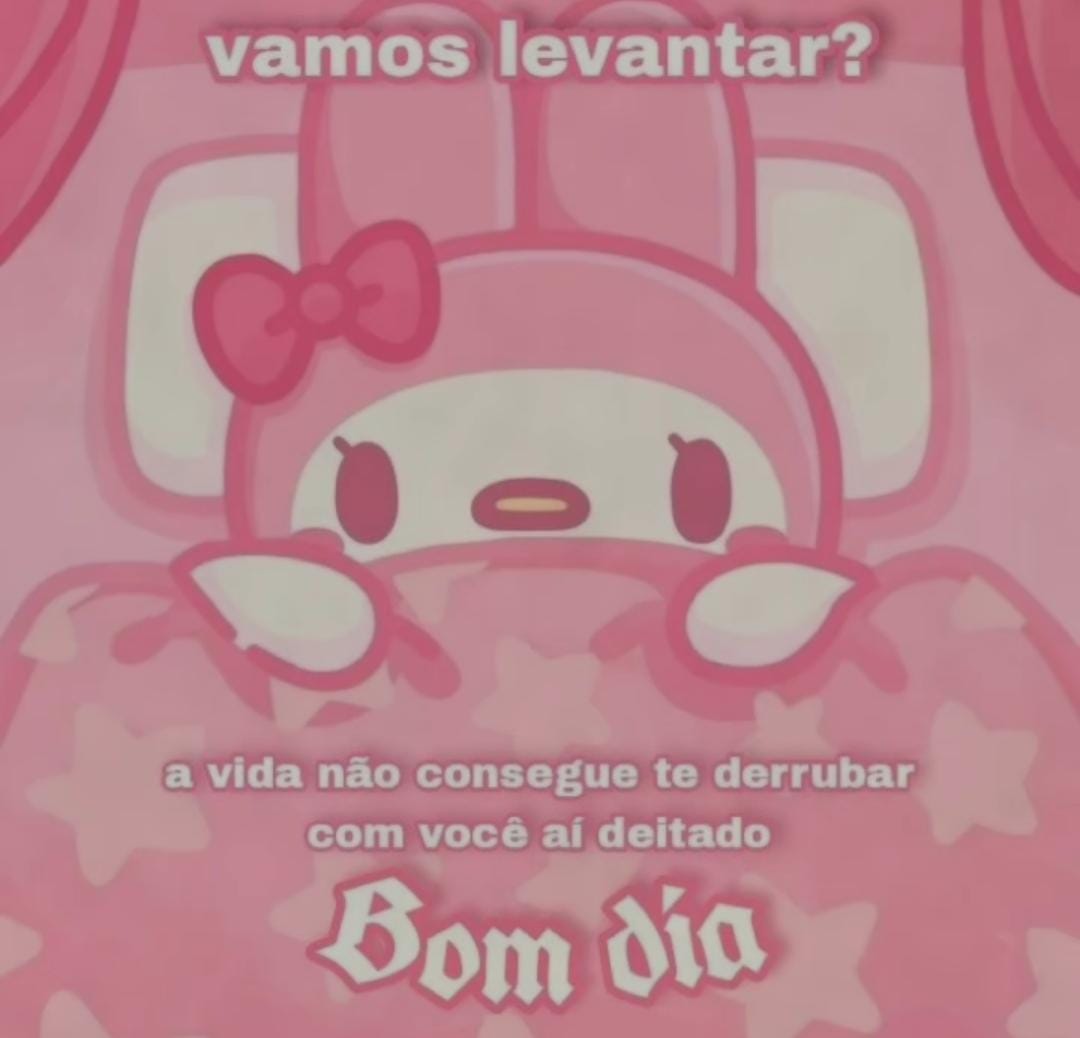 vamos levantar?
a vida não consegue te derrubar
com você aí deitado
Bom dia